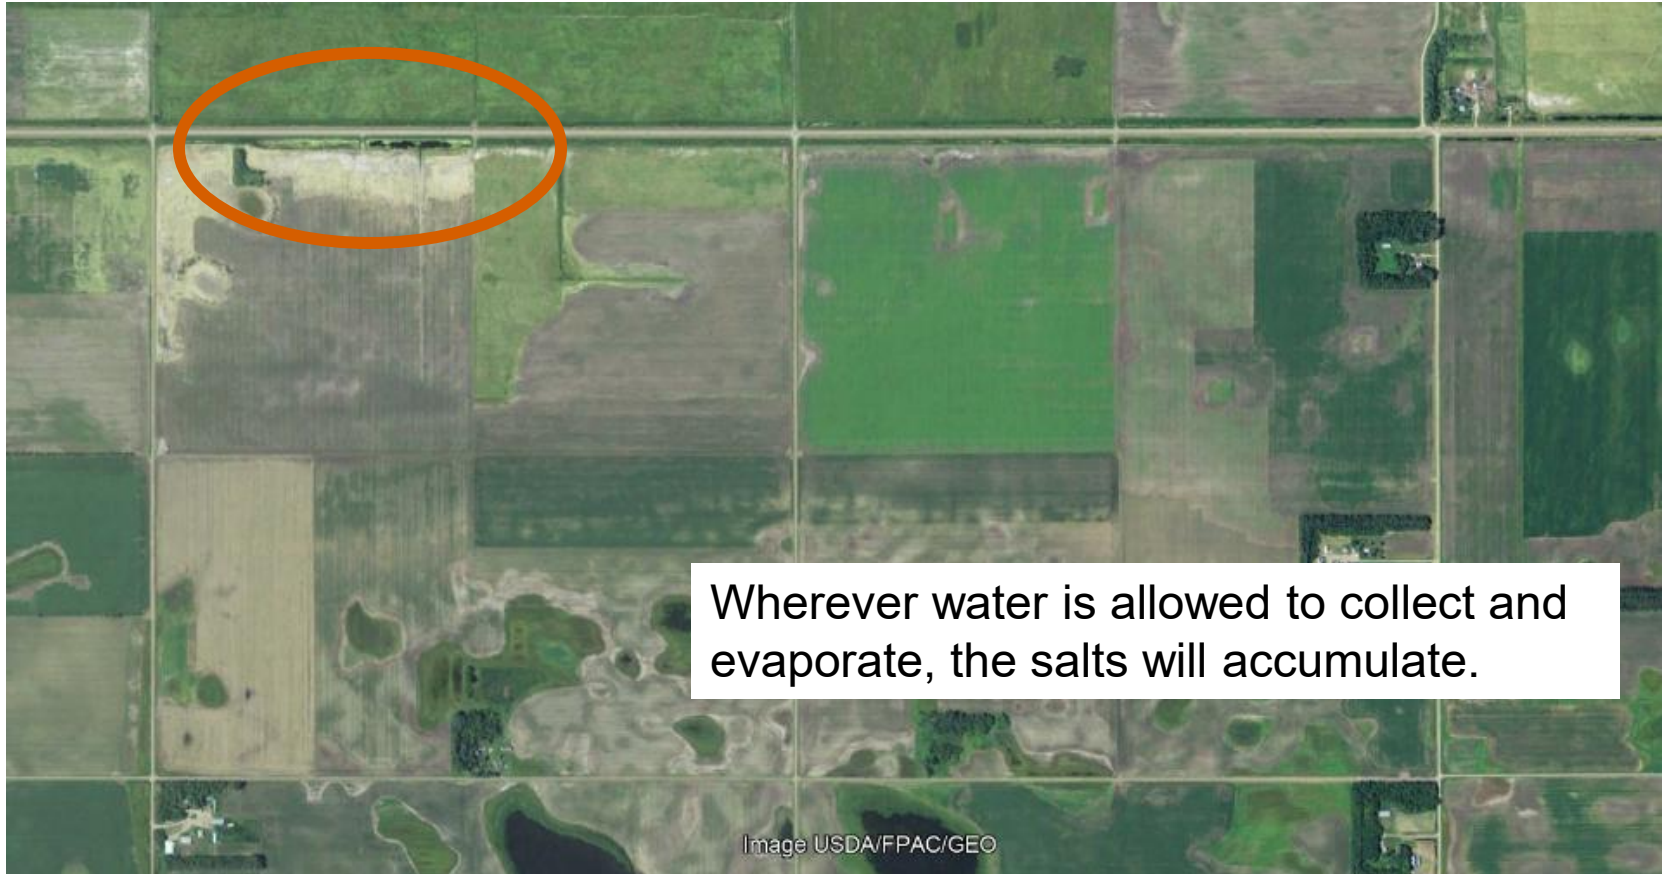 Wherever water is allowed to collect and
evaporate, the salts will accumulate.
Image USDA/FPAC/GEO